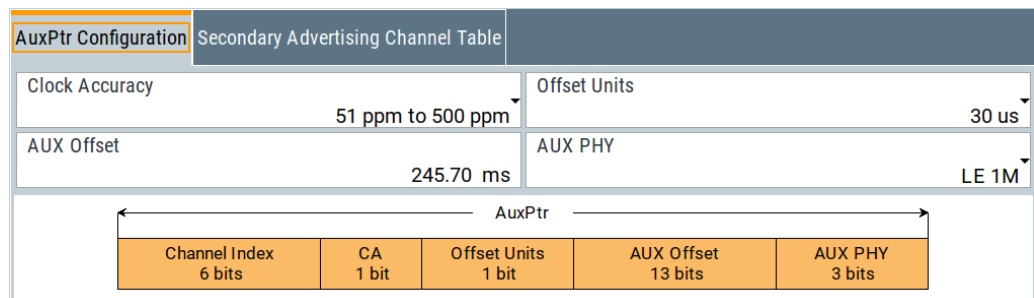 AuxPtr Configuration Secondary Advertising Channel Table
Clock Accuracy Offset Units
51 ppm to 500 ppm 30 us
AUX Offset AUX PHY
245.70 ms LE 1M
AuxPtr
Channel Index CA Offset Units AUX Offset AUX PHY
6 bits 1 bit 1 bit 13 bits 3 bits